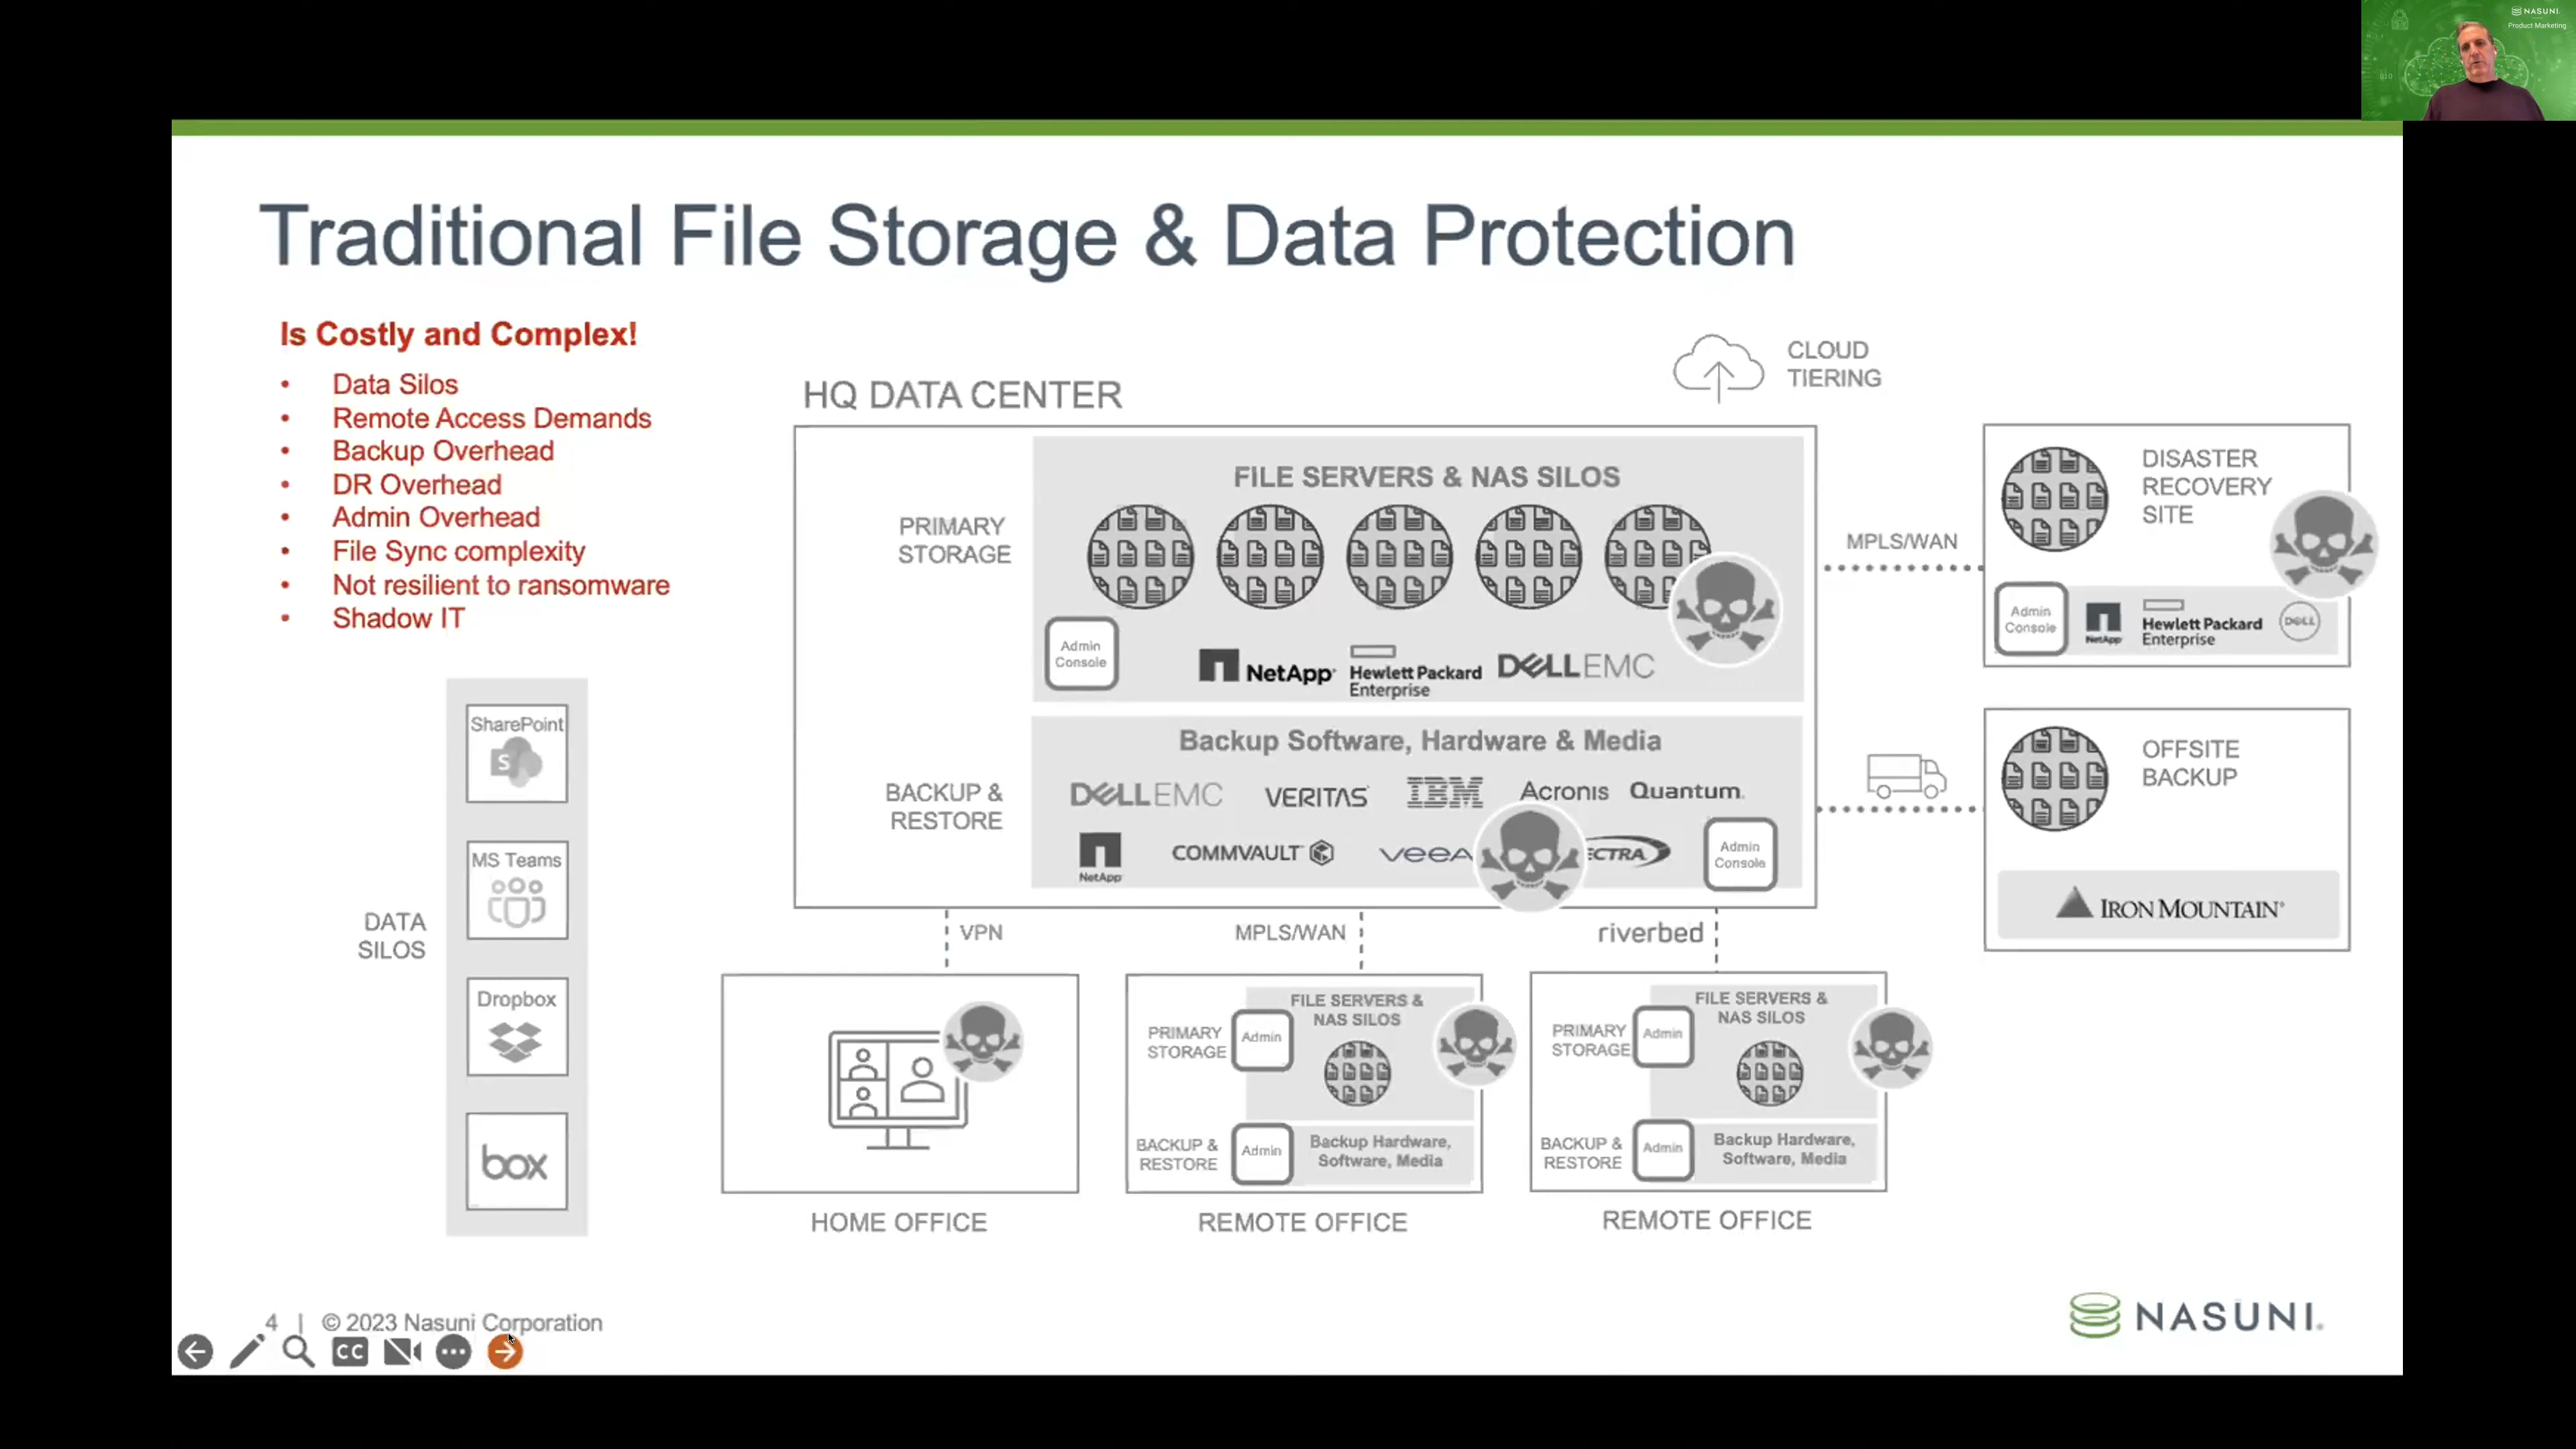 NASUNI
Product Marketing
Traditional File Storage & Data Protection
Is Costly and Complex!
• Data Silos
• Remote Access Demands
• Backup Overhead
• DR Overhead
• Admin Overhead
• File Sync complexity
• Not resilient to ransomware
• Shadow IT
DATA
SILOS
SharePoint
S
MS Teams
Dropbox
box
CLOUD
TIERING
HQ DATA CENTER
PRIMARY
STORAGE
FILE SERVERS & NAS SILOS
Admin
Console
NetApp
Hewlett Packard
Enterprise
DELLEMC
BACKUP &
RESTORE
Backup Software, Hardware & Media
DELLEMC VERITAS IBM Acronis Quantum.
NetApp
COMMVAULT
VEEA
ECTRA
Admin
Console
MPLS/WAN
DISASTER
RECOVERY
SITE
Admin
Console
NetApp
Hewlett Packard
Enterprise
DELL
OFFSITE
BACKUP
IRON MOUNTAIN®
VPN
MPLS/WAN
riverbed
HOME OFFICE
FILE SERVERS &
NAS SILOS
PRIMARY
STORAGE
Admin
BACKUP &
RESTORE
Admin
Backup Hardware,
Software, Media
REMOTE OFFICE
FILE SERVERS &
NAS SILOS
PRIMARY
STORAGE
Admin
BACKUP &
RESTORE
Admin
Backup Hardware,
Software, Media
REMOTE OFFICE
4 | © 2023 Nasuni Corporation
CC
NASUNI.